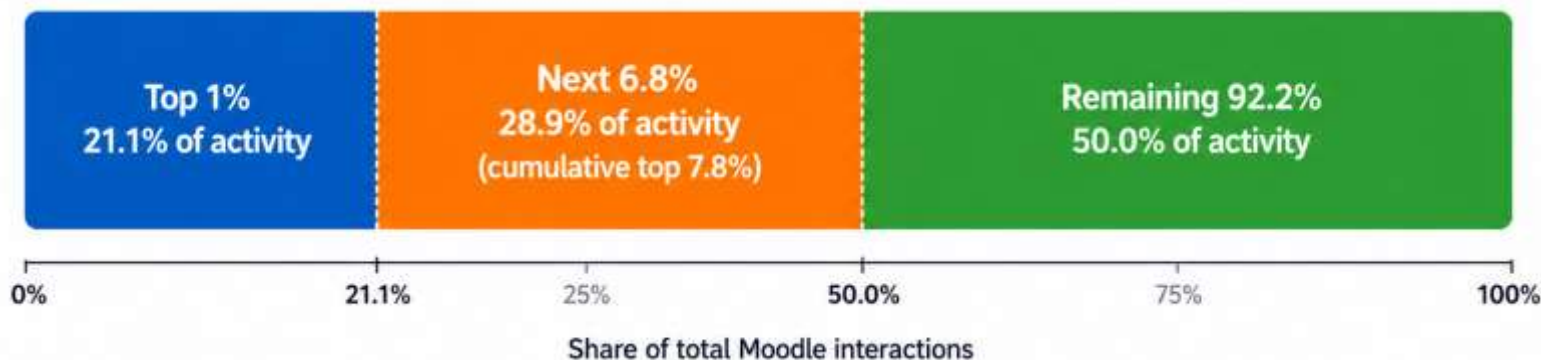 Top 1%
21.1% of activity
Next 6.8%
28.9% of activity
(cumulative top 7.8%)
Remaining 92.2%
50.0% of activity
0% 21.1% 25% 50.0% 75% 100%
Share of total Moodle interactions